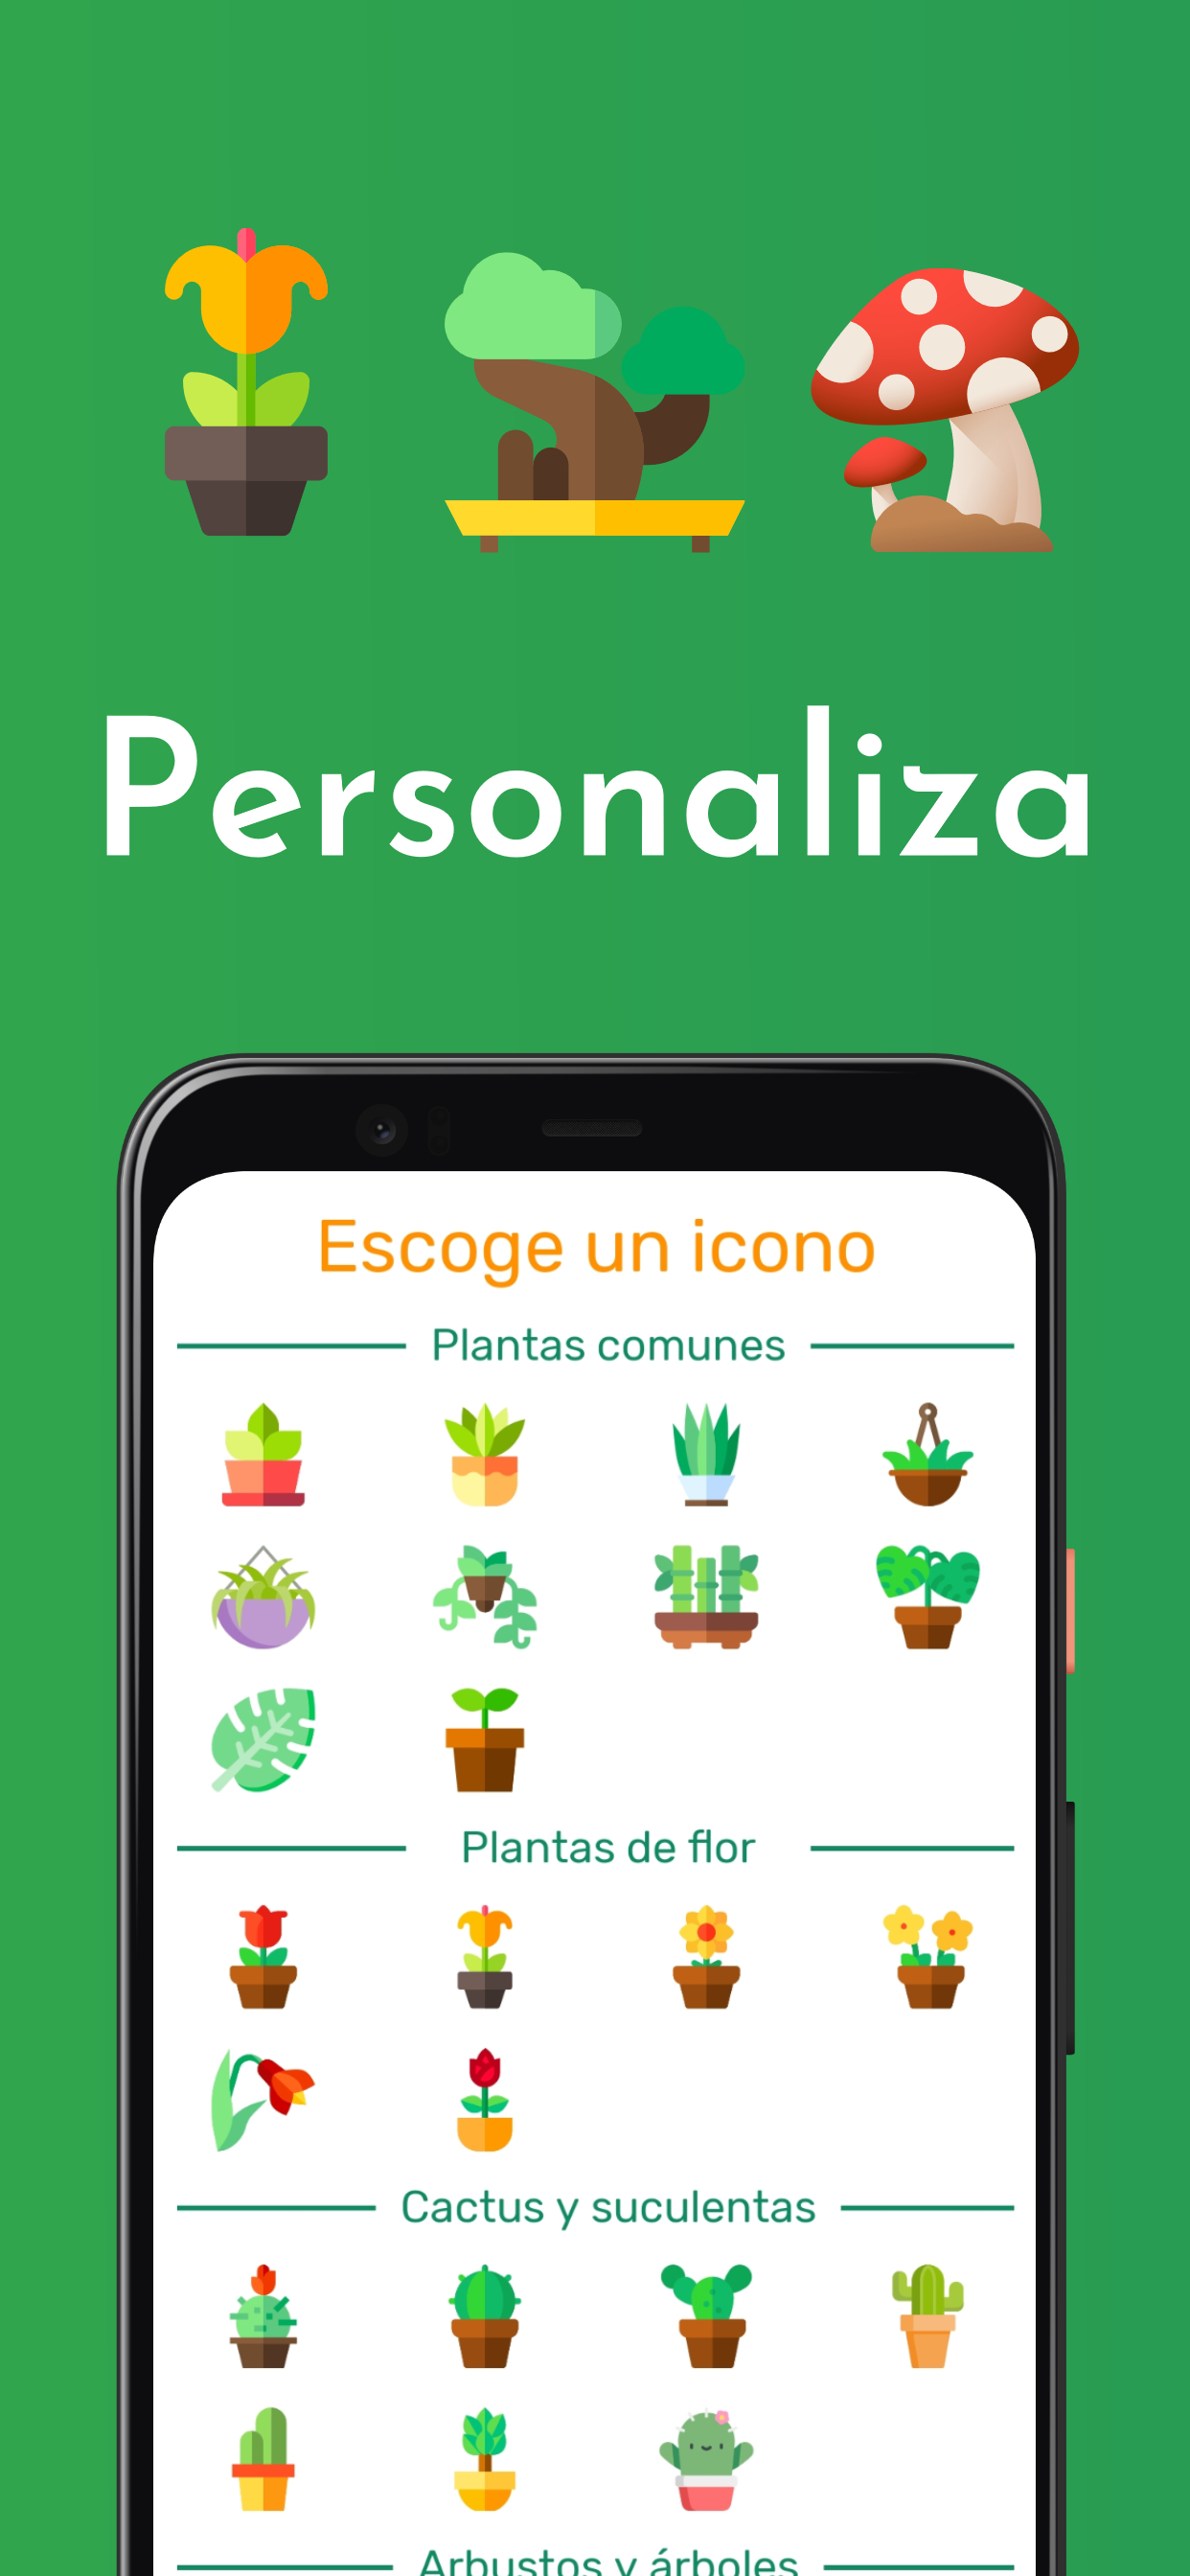 Personaliza
Escoge un icono
Plantas comunes
Plantas de flor
Cactus y suculentas
Arbustos y árboles